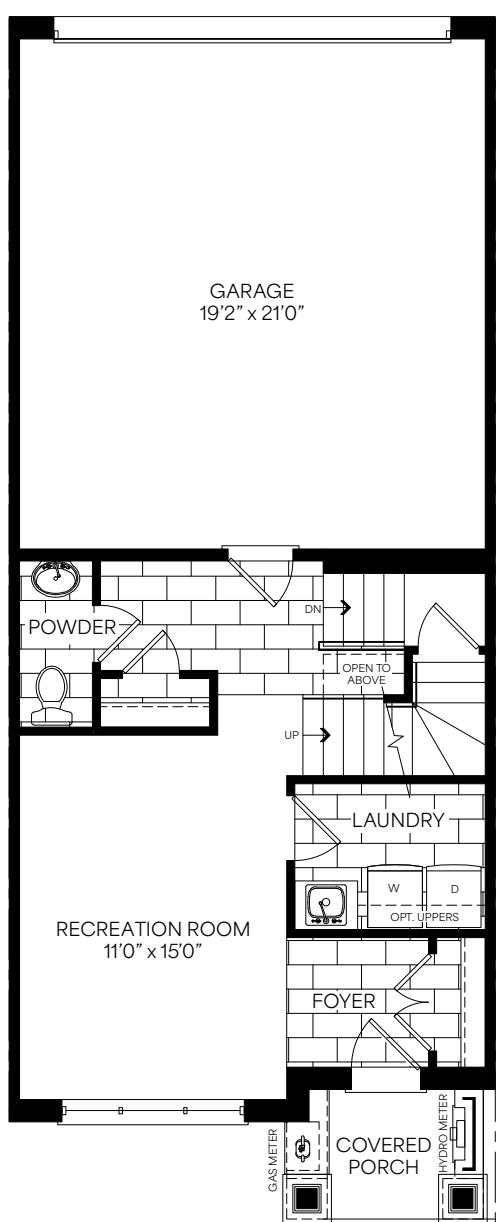 GARAGE
19’2” x 21’0”
DN
POWDER
OPEN TO
ABOVE
UP
LAUNDRY
W
D
OPT. UPPERS
RECREATION ROOM
11’0” x 15’0”
FOYER
GAS METER
COVERED
PORCH
HYDRO METER